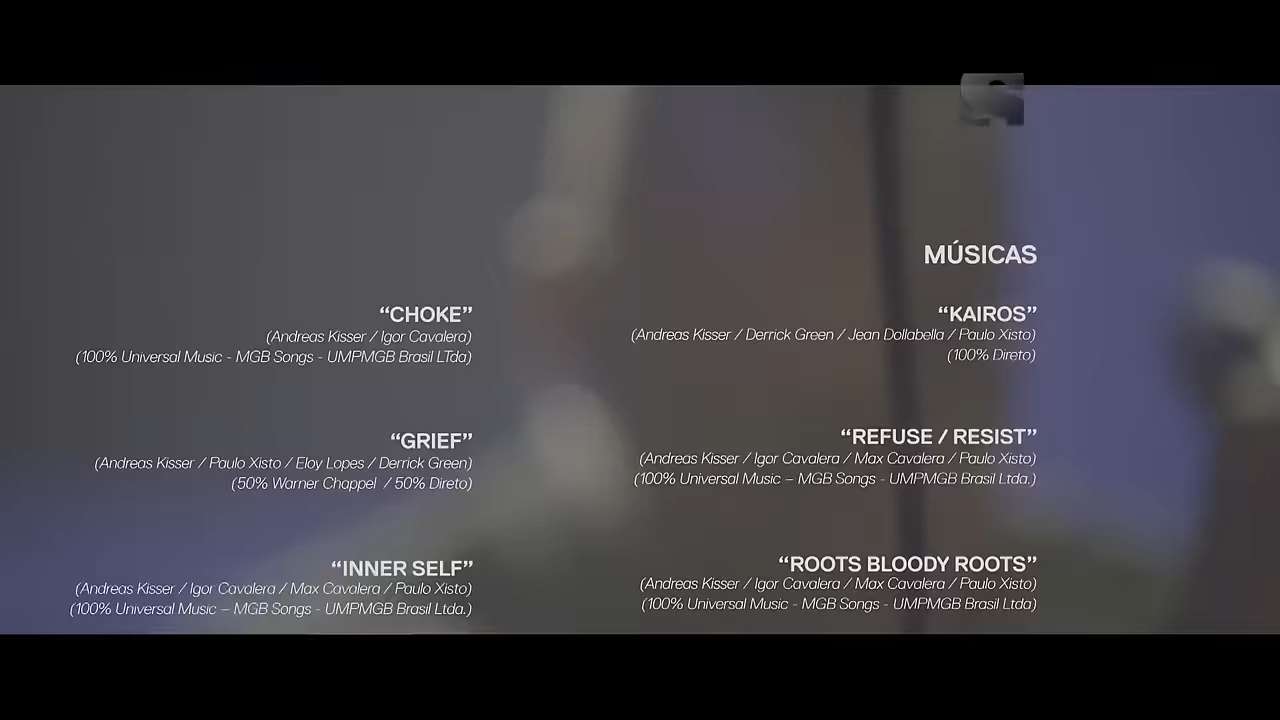 MÚSICAS
“CHOKE”
(Andreas Kisser / Igor Cavalera)
(100% Universal Music - MGB Songs - UMPMGB Brasil LTda)
“GRIEF”
(Andreas Kisser / Paulo Xisto / Eloy Lopes / Derrick Green)
(50% Warner Chappel / 50% Direto)
“INNER SELF”
(Andreas Kisser / Igor Cavalera / Max Cavalera / Paulo Xisto)
(100% Universal Music – MGB Songs - UMPMGB Brasil Ltda.)
“KAIROS”
(Andreas Kisser / Derrick Green / Jean Dollabella / Paulo Xisto)
(100% Direto)
“REFUSE / RESIST”
(Andreas Kisser / Igor Cavalera / Max Cavalera / Paulo Xisto)
(100% Universal Music – MGB Songs - UMPMGB Brasil Ltda.)
“ROOTS BLOODY ROOTS”
(Andreas Kisser / Igor Cavalera / Max Cavalera / Paulo Xisto)
(100% Universal Music - MGB Songs - UMPMGB Brasil Ltda)